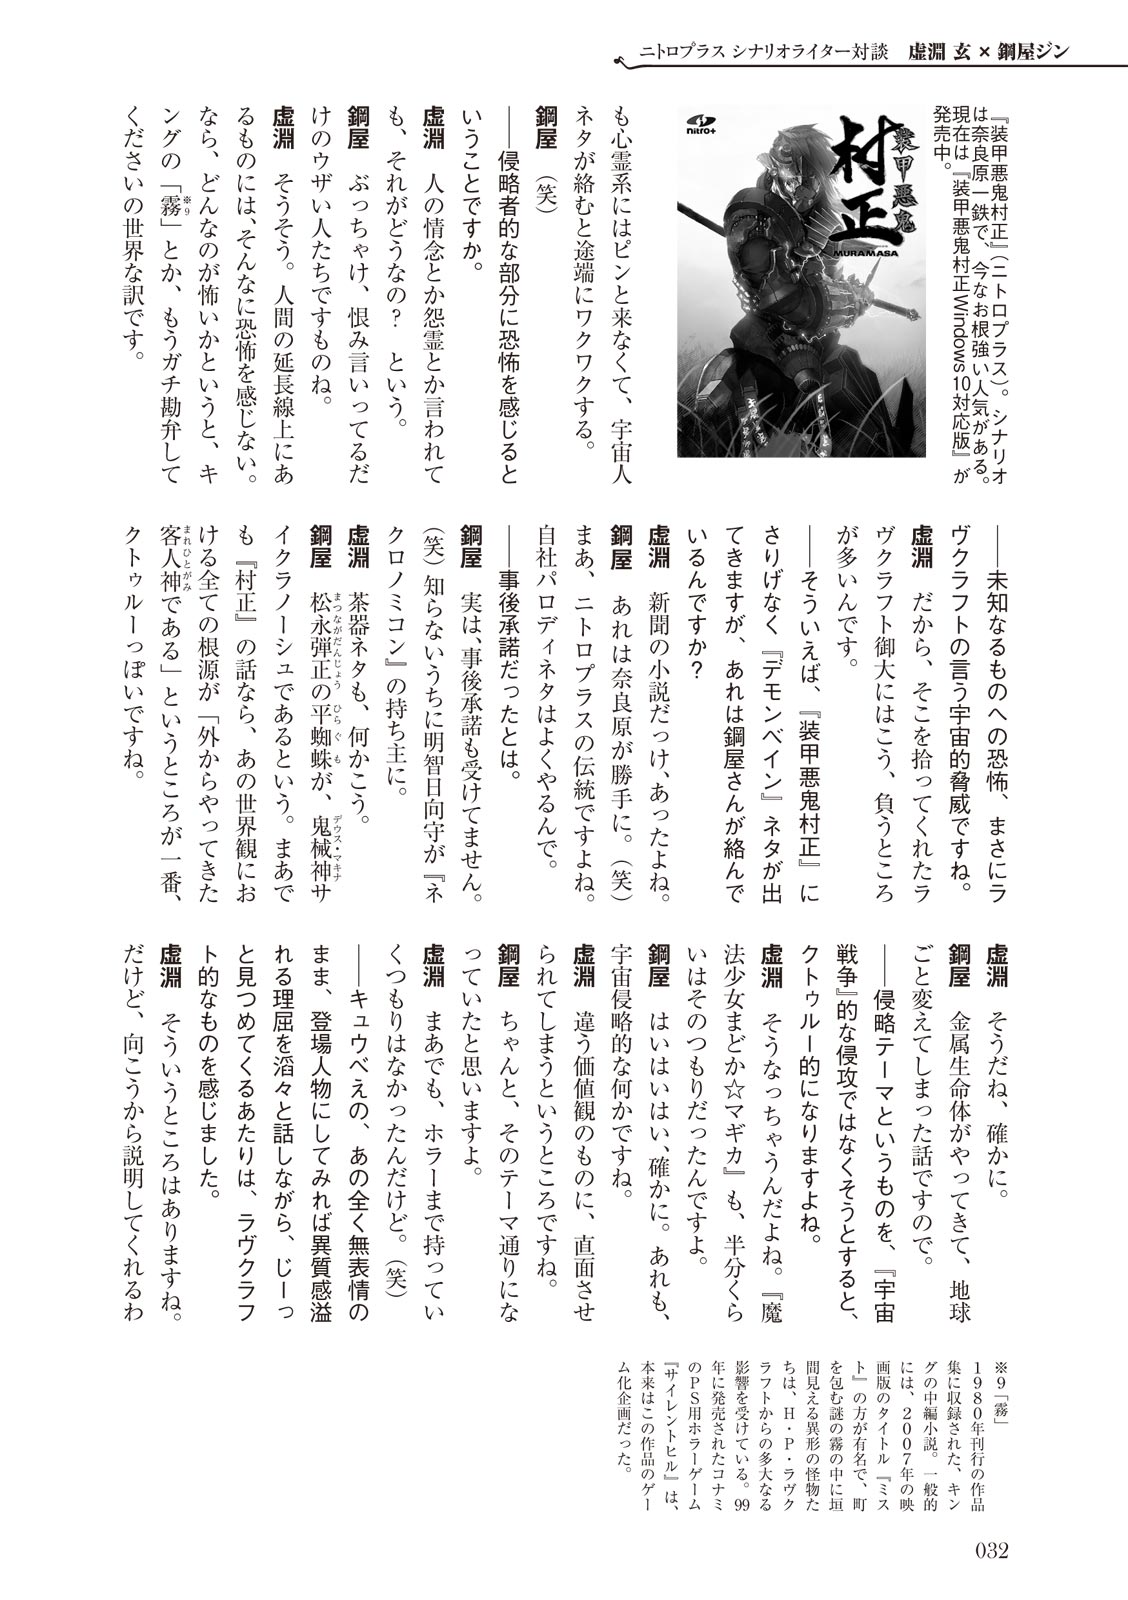 ニトロプラス シナリオライター対談　虚淵 玄 × 鋼屋ジン
nitro+
装甲悪鬼
村正
MURAMASA
『装甲悪鬼村正』（ニトロプラス）。シナリオ
は奈良原一鉄で、今なお根強い人気がある。
現在は『装甲悪鬼村正Windows10対応版』が
発売中。
も心霊系にはピンと来なくて、宇宙人
ネタが絡むと途端にワクワクする。
鋼屋　（笑）
――侵略者的な部分に恐怖を感じると
いうことですか。
虚淵　人の情念とか怨霊とか言われて
も、それがどうなの？　という。
鋼屋　ぶっちゃけ、恨み言いってるだ
けのウザい人たちですものね。
虚淵　そうそう。人間の延長線上にあ
るものには、そんなに恐怖を感じない。
なら、どんなのが怖いかというと、キ
ングの「霧※9」とか、もうガチ勘弁して
くださいの世界な訳です。
――未知なるものへの恐怖、まさにラ
ヴクラフトの言う宇宙的脅威ですね。
虚淵　だから、そこを拾ってくれたラ
ヴクラフト御大にはこう、負うところ
が多いんです。
――そういえば、『装甲悪鬼村正』に
さりげなく『デモンベイン』ネタが出
てきますが、あれは鋼屋さんが絡んで
いるんですか？
虚淵　新聞の小説だっけ、あったよね。
鋼屋　あれは奈良原が勝手に。（笑）
まあ、ニトロプラスの伝統ですよね。
自社パロディネタはよくやるんで。
――事後承諾だったとは。
鋼屋　実は、事後承諾も受けてません。
（笑）知らないうちに明智日向守が『ネ
クロノミコン』の持ち主に。
虚淵　茶器ネタも、何かこう。
鋼屋　松永弾正（まつながだんじょう）の平蜘蛛（ひらぐも）が、鬼械神（デウス・マキナ）サ
イクラノーシュであるという。まあで
も『村正』の話なら、あの世界観にお
ける全ての根源が「外からやってきた
客人神（まれひとがみ）である」というところが一番、
クトゥルーっぽいですね。
虚淵　そうだね、確かに。
鋼屋　金属生命体がやってきて、地球
ごと変えてしまった話ですので。
――侵略テーマというものを、『宇宙
戦争』的な侵攻ではなくそうとすると、
クトゥルー的になりますよね。
虚淵　そうなっちゃうんだよね。『魔
法少女まどか☆マギカ』も、半分くら
いはそのつもりだったんですよ。
鋼屋　はいはいはい、確かに。あれも、
宇宙侵略的な何かですね。
虚淵　違う価値観のものに、直面させ
られてしまうというところですね。
鋼屋　ちゃんと、そのテーマ通りにな
っていたと思いますよ。
虚淵　まあでも、ホラーまで持ってい
くつもりはなかったんだけど。（笑）
――キュウべえの、あの全く無表情の
まま、登場人物にしてみれば異質感溢
れる理屈を滔々と話しながら、じーっ
と見つめてくるあたりは、ラヴクラフ
ト的なものを感じました。
虚淵　そういうところはありますね。
だけど、向こうから説明してくれるわ
※9「霧」
1980年刊行の作品
集に収録された、キン
グの中編小説。一般的
には、2007年の映
画版のタイトル『ミス
ト』の方が有名で、町
を包む謎の霧の中に垣
間見える異形の怪物た
ちは、H・P・ラヴク
ラフトからの多大なる
影響を受けている。99
年に発売されたコナミ
のPS用ホラーゲーム
『サイレントヒル』は、
本来はこの作品のゲー
ム化企画だった。
032